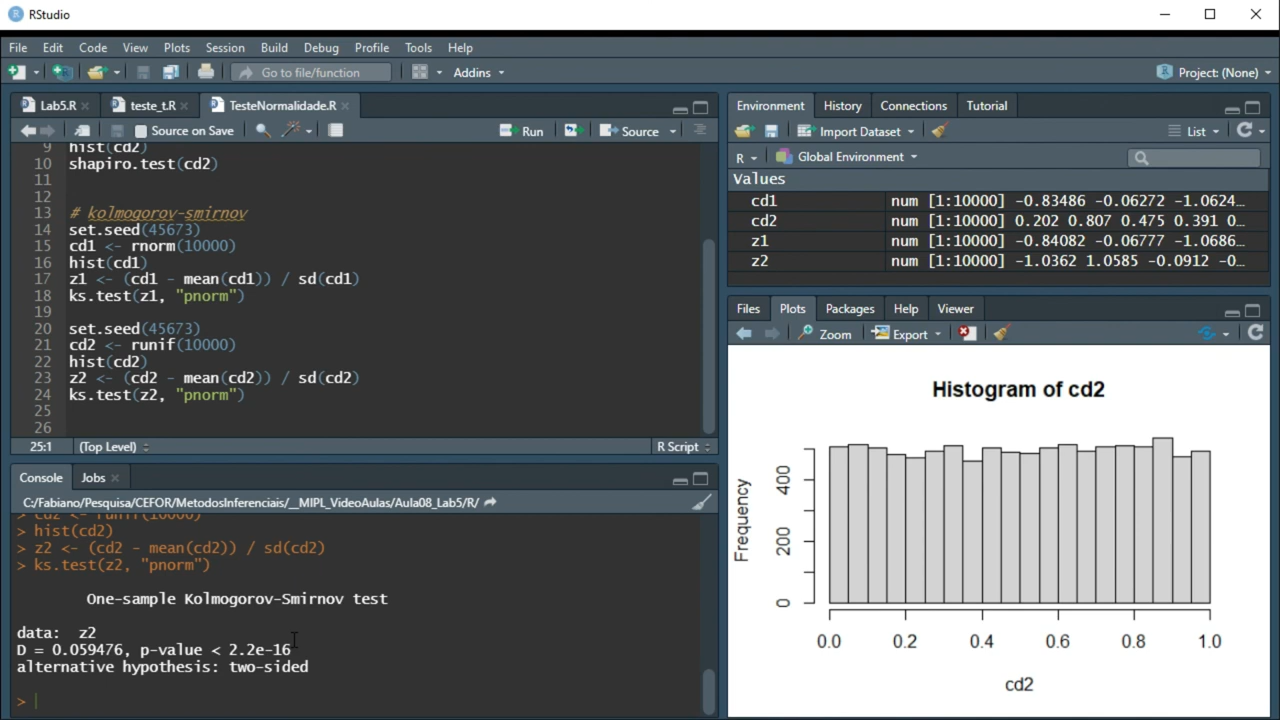 RStudio
File Edit Code View Plots Session Build Debug Profile Tools Help
Go to file/function Addins Project: (None)
Lab5.R teste_t.R TesteNormalidade.R
Source on Save Run Source
9 hist(cd2)
10 shapiro.test(cd2)
11
12
13 # kolmogorov-smirnov
14 set.seed(45673)
15 cd1 <- rnorm(10000)
16 hist(cd1)
17 z1 <- (cd1 - mean(cd1)) / sd(cd1)
18 ks.test(z1, "pnorm")
19
20 set.seed(45673)
21 cd2 <- runif(10000)
22 hist(cd2)
23 z2 <- (cd2 - mean(cd2)) / sd(cd2)
24 ks.test(z2, "pnorm")
25
26
25:1 (Top Level) R Script
Console Jobs
C:/Fabiano/Pesquisa/CEFOR/MetodosInferenciais/__MIPL_VideoAulas/Aula08_Lab5/R/
> cd2 <- runif(10000)
> hist(cd2)
> z2 <- (cd2 - mean(cd2)) / sd(cd2)
> ks.test(z2, "pnorm")
One-sample Kolmogorov-Smirnov test
data: z2
D = 0.059476, p-value < 2.2e-16
alternative hypothesis: two-sided
>
Environment History Connections Tutorial
Import Dataset List
R Global Environment
Values
cd1 num [1:10000] -0.83486 -0.06272 -1.0624…
cd2 num [1:10000] 0.202 0.807 0.475 0.391 0…
z1 num [1:10000] -0.84082 -0.06777 -1.0686…
z2 num [1:10000] -1.0362 1.0585 -0.0912 -0…
Files Plots Packages Help Viewer
Zoom Export
Histogram of cd2
Frequency
400
200
0
0.0 0.2 0.4 0.6 0.8 1.0
cd2